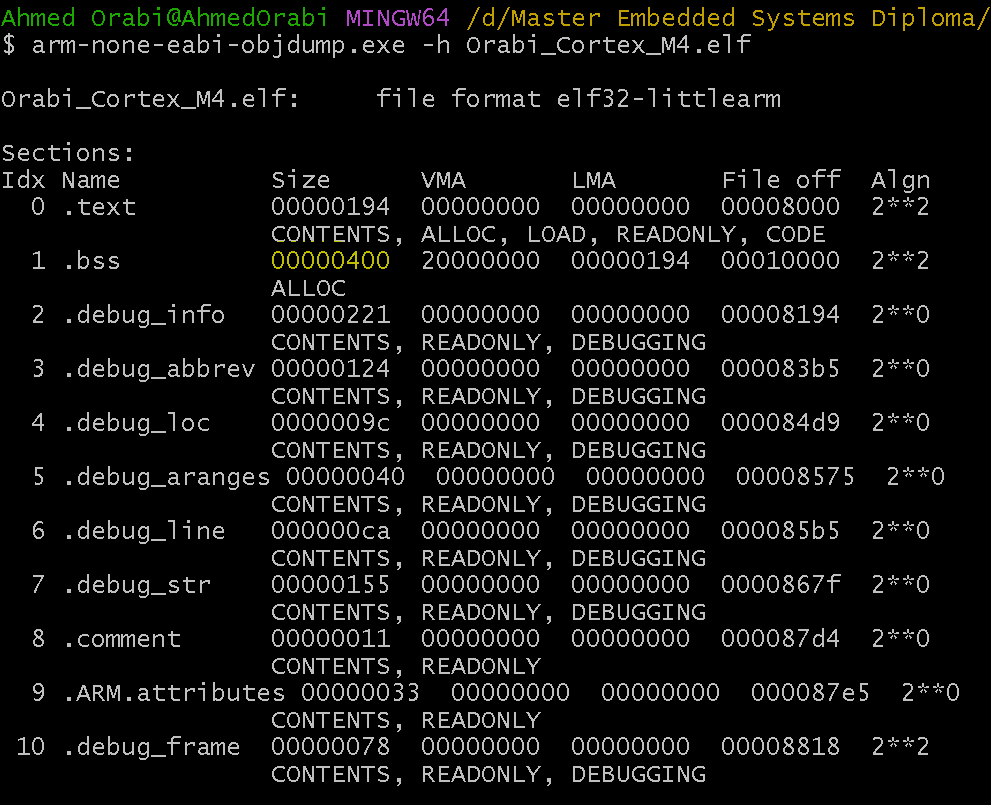 Ahmed Orabi@AhmedOrabi MINGW64 /d/Master Embedded Systems Diploma/
$ arm-none-eabi-objdump.exe -h Orabi_Cortex_M4.elf
Orabi_Cortex_M4.elf:     file format elf32-littlearm
Sections:
Idx Name          Size      VMA       LMA       File off  Algn
  0 .text         00000194  00000000  00000000  00008000  2**2
                  CONTENTS, ALLOC, LOAD, READONLY, CODE
  1 .bss          00000400  20000000  00000194  00010000  2**2
                  ALLOC
  2 .debug_info   00000221  00000000  00000000  00008194  2**0
                  CONTENTS, READONLY, DEBUGGING
  3 .debug_abbrev 00000124  00000000  00000000  000083b5  2**0
                  CONTENTS, READONLY, DEBUGGING
  4 .debug_loc    0000009c  00000000  00000000  000084d9  2**0
                  CONTENTS, READONLY, DEBUGGING
  5 .debug_aranges 00000040  00000000  00000000  00008575  2**0
                  CONTENTS, READONLY, DEBUGGING
  6 .debug_line   000000ca  00000000  00000000  000085b5  2**0
                  CONTENTS, READONLY, DEBUGGING
  7 .debug_str    00000155  00000000  00000000  0000867f  2**0
                  CONTENTS, READONLY, DEBUGGING
  8 .comment      00000011  00000000  00000000  000087d4  2**0
                  CONTENTS, READONLY
  9 .ARM.attributes 00000033  00000000  00000000  000087e5  2**0
                  CONTENTS, READONLY
 10 .debug_frame  00000078  00000000  00000000  00008818  2**2
                  CONTENTS, READONLY, DEBUGGING